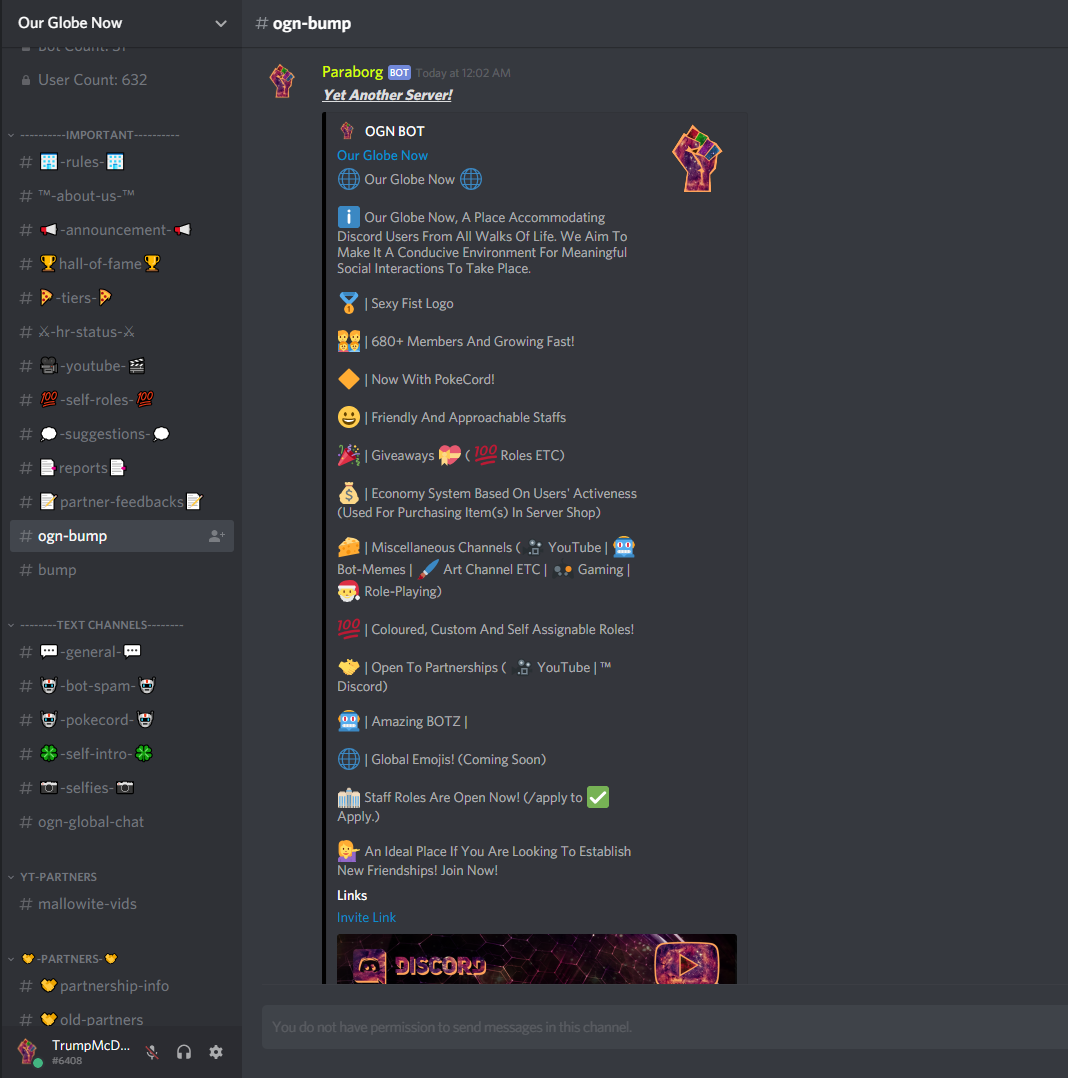 Our Globe Now
Bot Count: 31
User Count: 632
----------IMPORTANT----------
# 🏢-rules-🏢
# ™-about-us-™
# 📢-announcement-📢
# 🏆hall-of-fame🏆
# 🍕-tiers-🍕
# ⚔-hr-status-⚔
# 🎥-youtube-🎬
# 💯-self-roles-💯
# 💭-suggestions-💭
# 📑reports📑
# 📝partner-feedbacks📝
# ogn-bump
# bump
--------TEXT CHANNELS--------
# 💬-general-💬
# 🤖-bot-spam-🤖
# 🤖-pokecord-🤖
# 🍀-self-intro-🍀
# 📷-selfies-📷
# ogn-global-chat
YT-PARTNERS
# mallowite-vids
🤝-PARTNERS-🤝
# 🤝partnership-info
# 🤝old-partners
TrumpMcD...
#6408
# ogn-bump
Paraborg BOT Today at 12:02 AM
Yet Another Server!
OGN BOT
Our Globe Now
🌐 Our Globe Now 🌐
ℹ Our Globe Now, A Place Accommodating
Discord Users From All Walks Of Life. We Aim To
Make It A Conducive Environment For Meaningful
Social Interactions To Take Place.
🏅 | Sexy Fist Logo
👨‍👨‍👦‍👦 | 680+ Members And Growing Fast!
🔶 | Now With PokeCord!
😀 | Friendly And Approachable Staffs
🎉 | Giveaways 💝 ( 💯 Roles ETC)
💰 | Economy System Based On Users' Activeness
(Used For Purchasing Item(s) In Server Shop)
🧀 | Miscellaneous Channels ( YouTube | 🤖
Bot-Memes | 🖌 Art Channel ETC | Gaming |
🎅 Role-Playing)
💯 | Coloured, Custom And Self Assignable Roles!
🤝 | Open To Partnerships ( YouTube | ™
Discord)
🤖 | Amazing BOTZ |
🌐 | Global Emojis! (Coming Soon)
Staff Roles Are Open Now! (/apply to ✅
Apply.)
💁 An Ideal Place If You Are Looking To Establish
New Friendships! Join Now!
Links
Invite Link
DISCORD
You do not have permission to send messages in this channel.